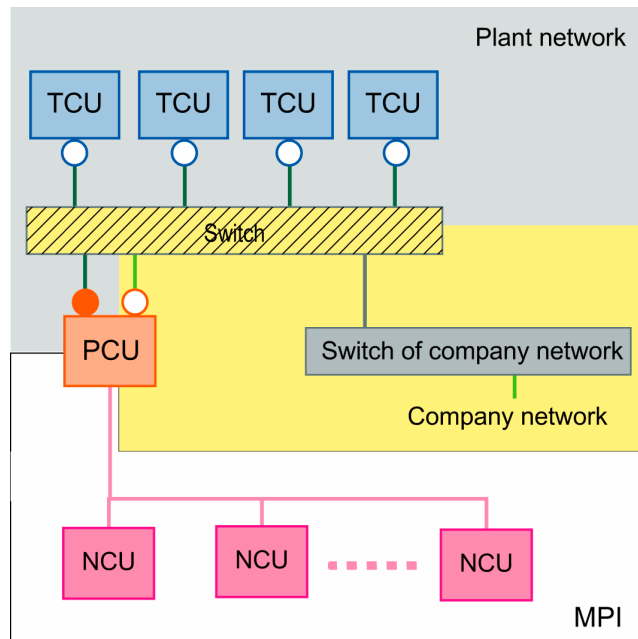 Plant network
TCU
TCU
TCU
TCU
Switch
PCU
Switch of company network
Company network
NCU
NCU
NCU
MPI